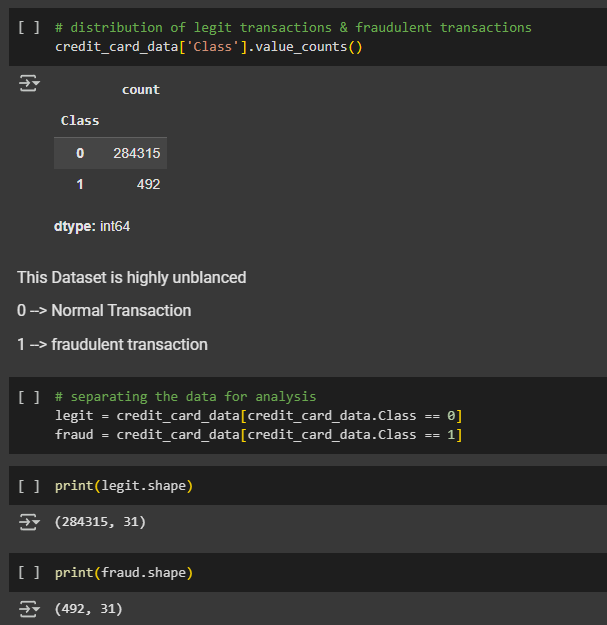 [ ] # distribution of legit transactions & fraudulent transactions
credit_card_data['Class'].value_counts()
count
Class
0 284315
1 492
dtype: int64
This Dataset is highly unblanced
0 --> Normal Transaction
1 --> fraudulent transaction
[ ] # separating the data for analysis
legit = credit_card_data[credit_card_data.Class == 0]
fraud = credit_card_data[credit_card_data.Class == 1]
[ ] print(legit.shape)
(284315, 31)
[ ] print(fraud.shape)
(492, 31)